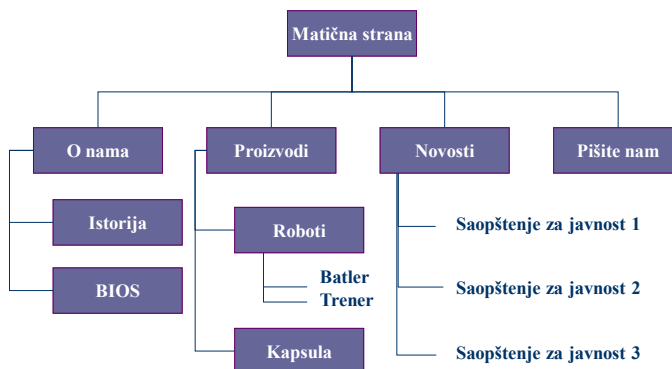 Matična strana
O nama
Proizvodi
Novosti
Pišite nam
Istorija
BIOS
Roboti
Batler
Trener
Kapsula
Saopštenje za javnost 1
Saopštenje za javnost 2
Saopštenje za javnost 3